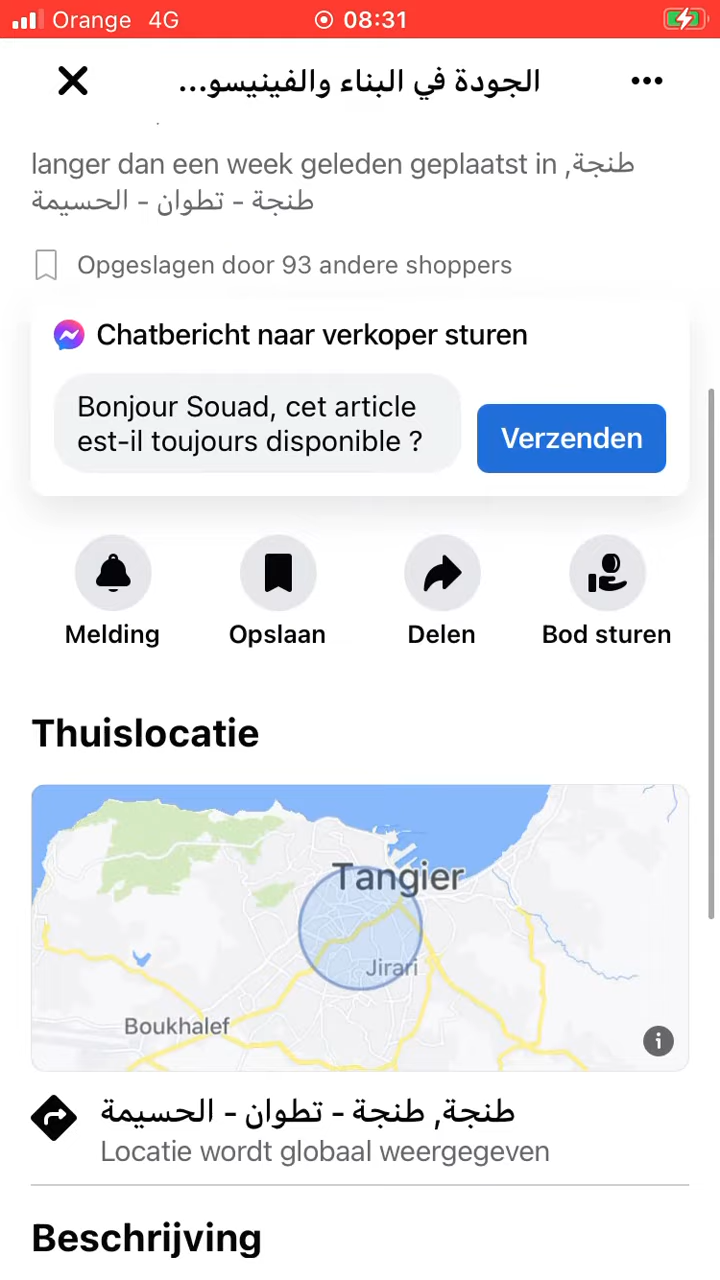 Orange 4G 08:31
الجودة في البناء والفينيسو...
langer dan een week geleden geplaatst in طنجة,
طنجة - تطوان - الحسيمة
Opgeslagen door 93 andere shoppers
Chatbericht naar verkoper sturen
Bonjour Souad, cet article
est-il toujours disponible ?
Verzenden
Melding
Opslaan
Delen
Bod sturen
Thuislocatie
Tangier
Jirari
Boukhalef
طنجة, طنجة - تطوان - الحسيمة
Locatie wordt globaal weergegeven
Beschrijving